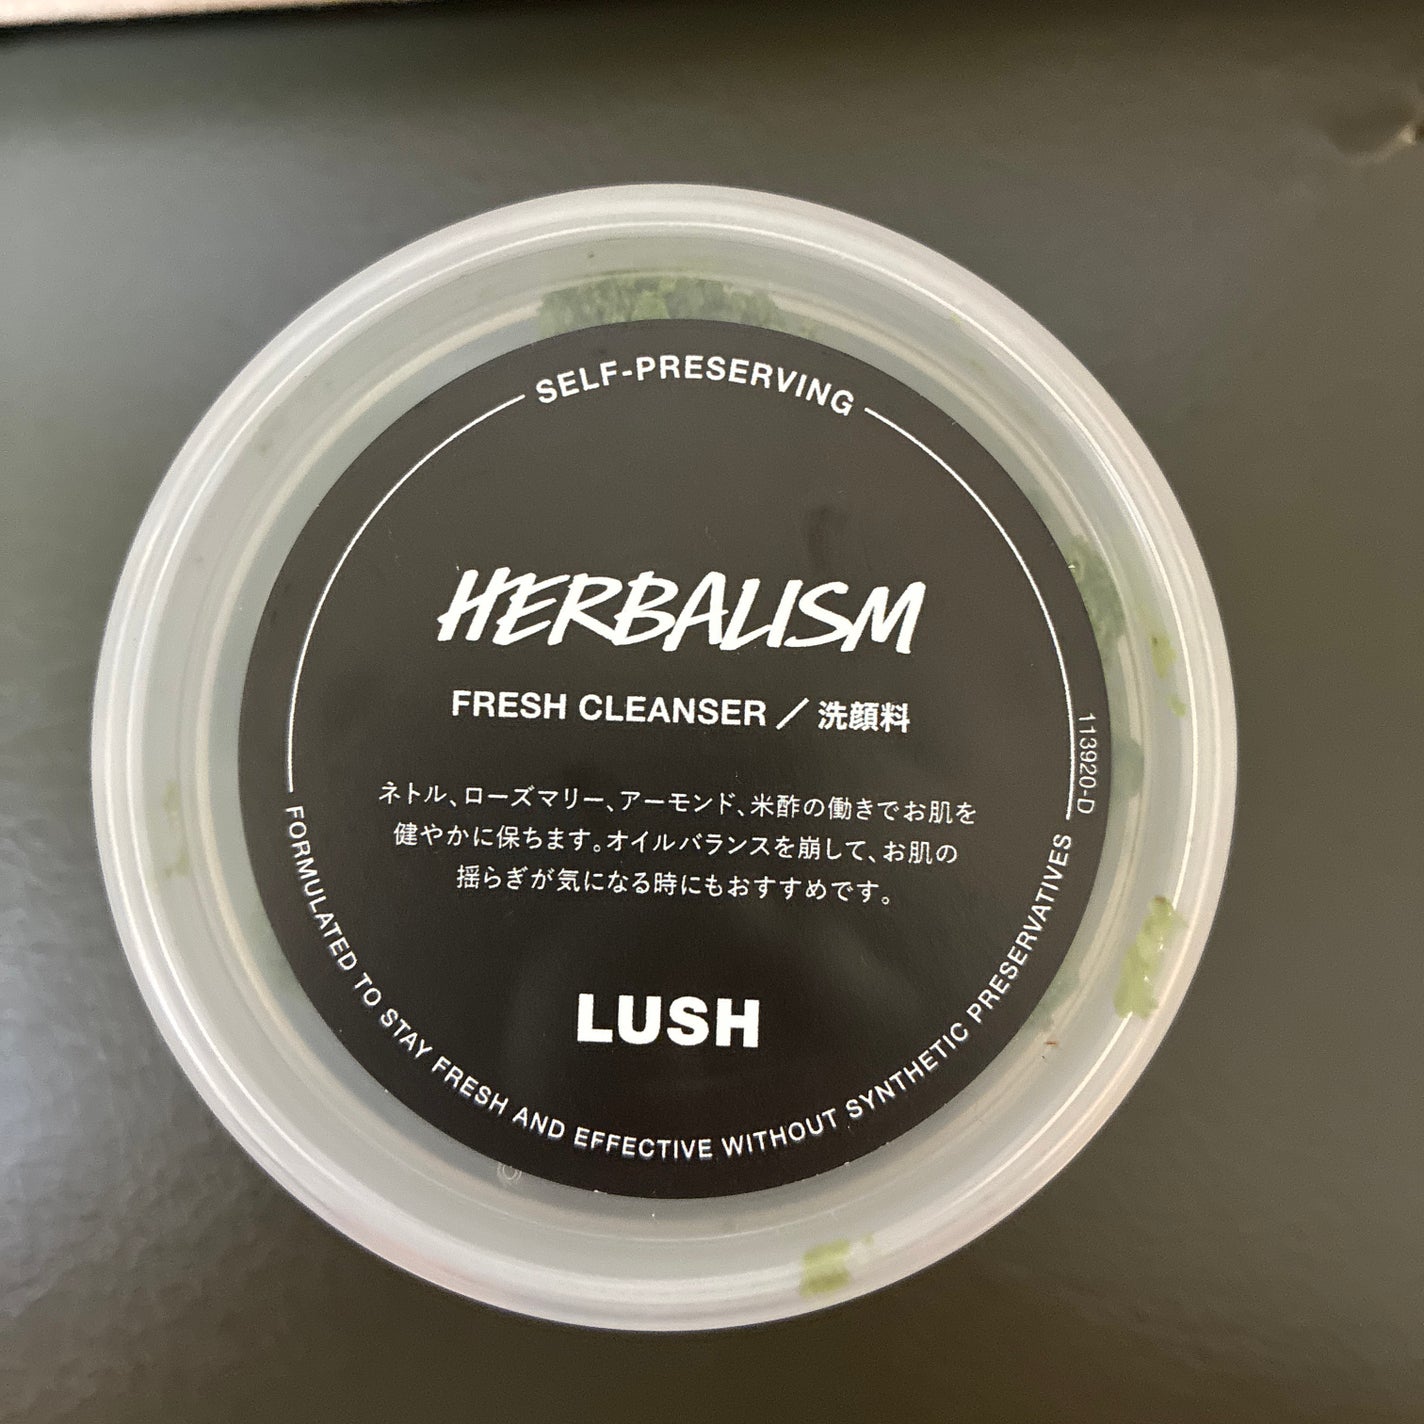 SELF-PRESERVING
HERBALISM
FRESH CLEANSER／洗顔料
ネトル、ローズマリー、アーモンド、米酢の働きでお肌を
健やかに保ちます。オイルバランスを崩して、お肌の
揺らぎが気になる時にもおすすめです。
LUSH
FORMULATED TO STAY FRESH AND EFFECTIVE WITHOUT SYNTHETIC PRESERVATIVES
113920-D